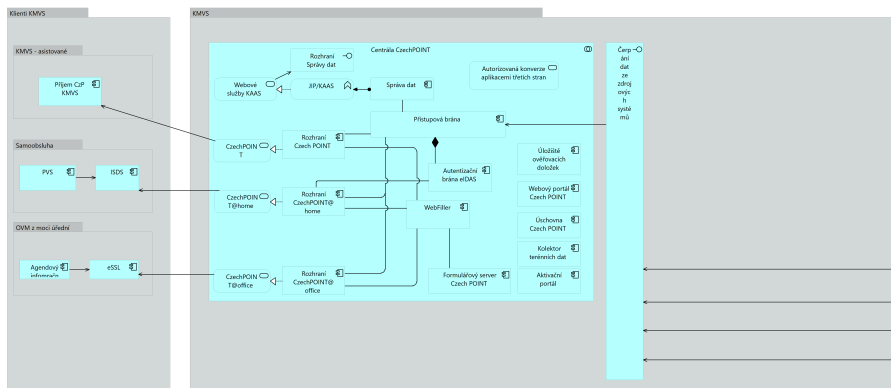 Klienti KMVS
KMVS
KMVS - asistované
Příjem CzP
KMVS
Samoobsluha
PVS
ISDS
OVM z moci úřední
Agendový
eSSL
Centrála CzechPOINT
Rozhraní
Správy dat
Webové
služby KAAS
JIP/KAAS
Správa dat
Autorizovaná konverze
aplikacemi třetích stran
Přístupová brána
CzechPOIN
T
Rozhraní
Czech POINT
Autentizační
brána eIDAS
CzechPOIN
T@home
Rozhraní
CzechPOINT@
home
WebFiller
CzechPOIN
T@office
Rozhraní
CzechPOINT@
office
Formulářový server
Czech POINT
Úložiště
ověřovacích
doložek
Webový portál
Czech POINT
Úschovna
Czech POINT
Kolektor
terénních dat
Aktivační
portál
Čerp
ání
dat
ze
zdroj
ovýc
h
systé
mů